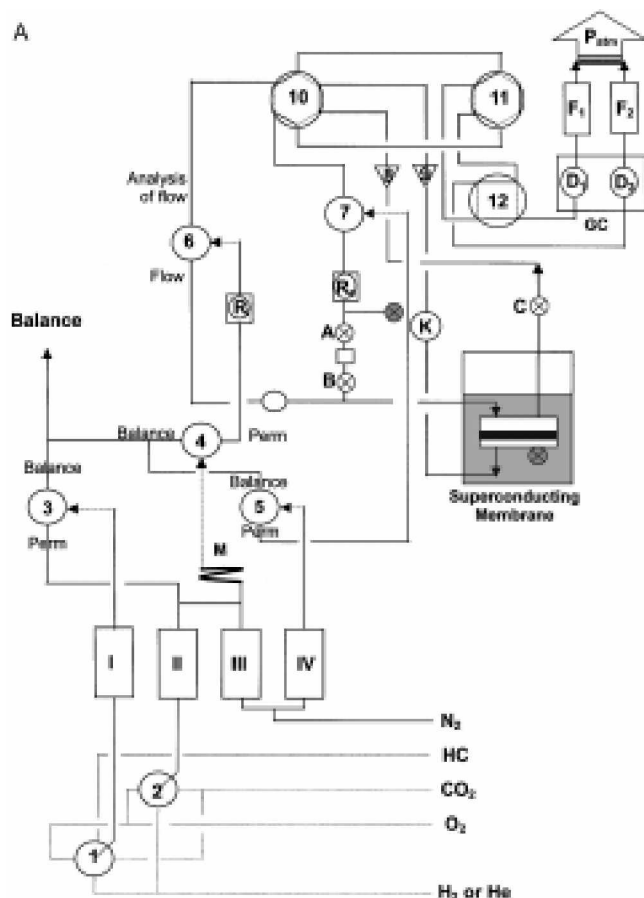 A
P atm
10
11
F₁
F₂
Analysis
of flow
7
12
D₁
D₂
GC
6
Flow
R
R
A
K
C
Balance
B
Balance
4
Perm
Balance
Balance
3
5
Superconducting
Membrane
Perm
Perm
M
I
II
III
IV
N₂
HC
2
CO₂
O₂
1
H₂ or He